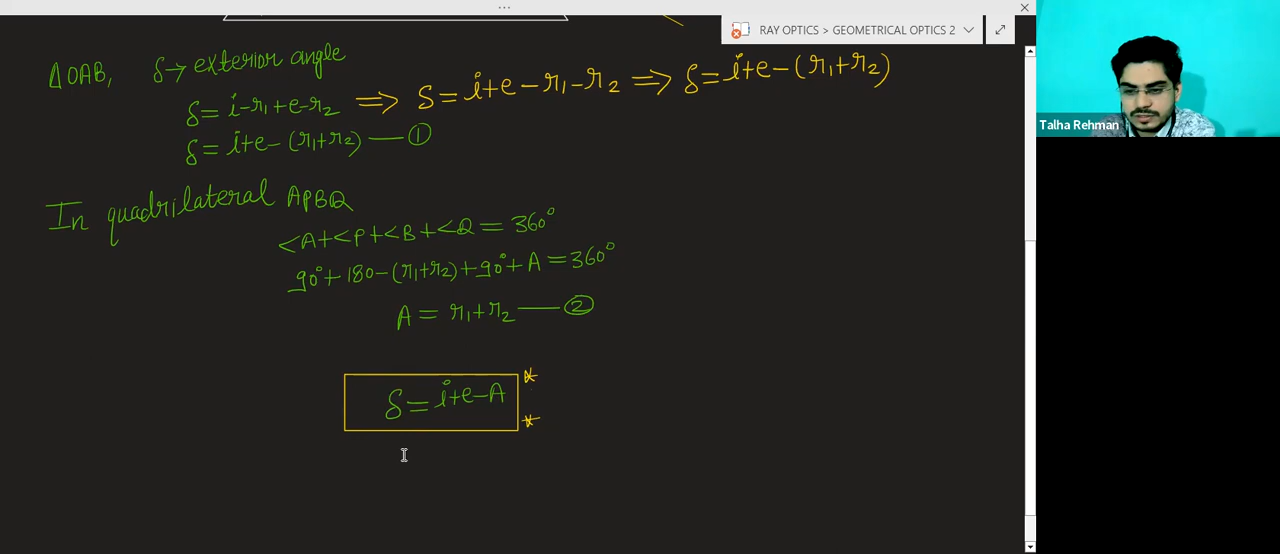 RAY OPTICS > GEOMETRICAL OPTICS 2
Talha Rehman
ΔOAB, δ → exterior angle
δ = i-r₁+e-r₂ ⟹ δ = i+e-r₁-r₂ ⟹ δ = i+e-(r₁+r₂)
δ = i+e-(r₁+r₂) — ①
In quadrilateral APBQ
<A+<P+<B+<Q = 360°
90°+180-(r₁+r₂)+90°+A = 360°
A = r₁+r₂ — ②
δ = i+e-A